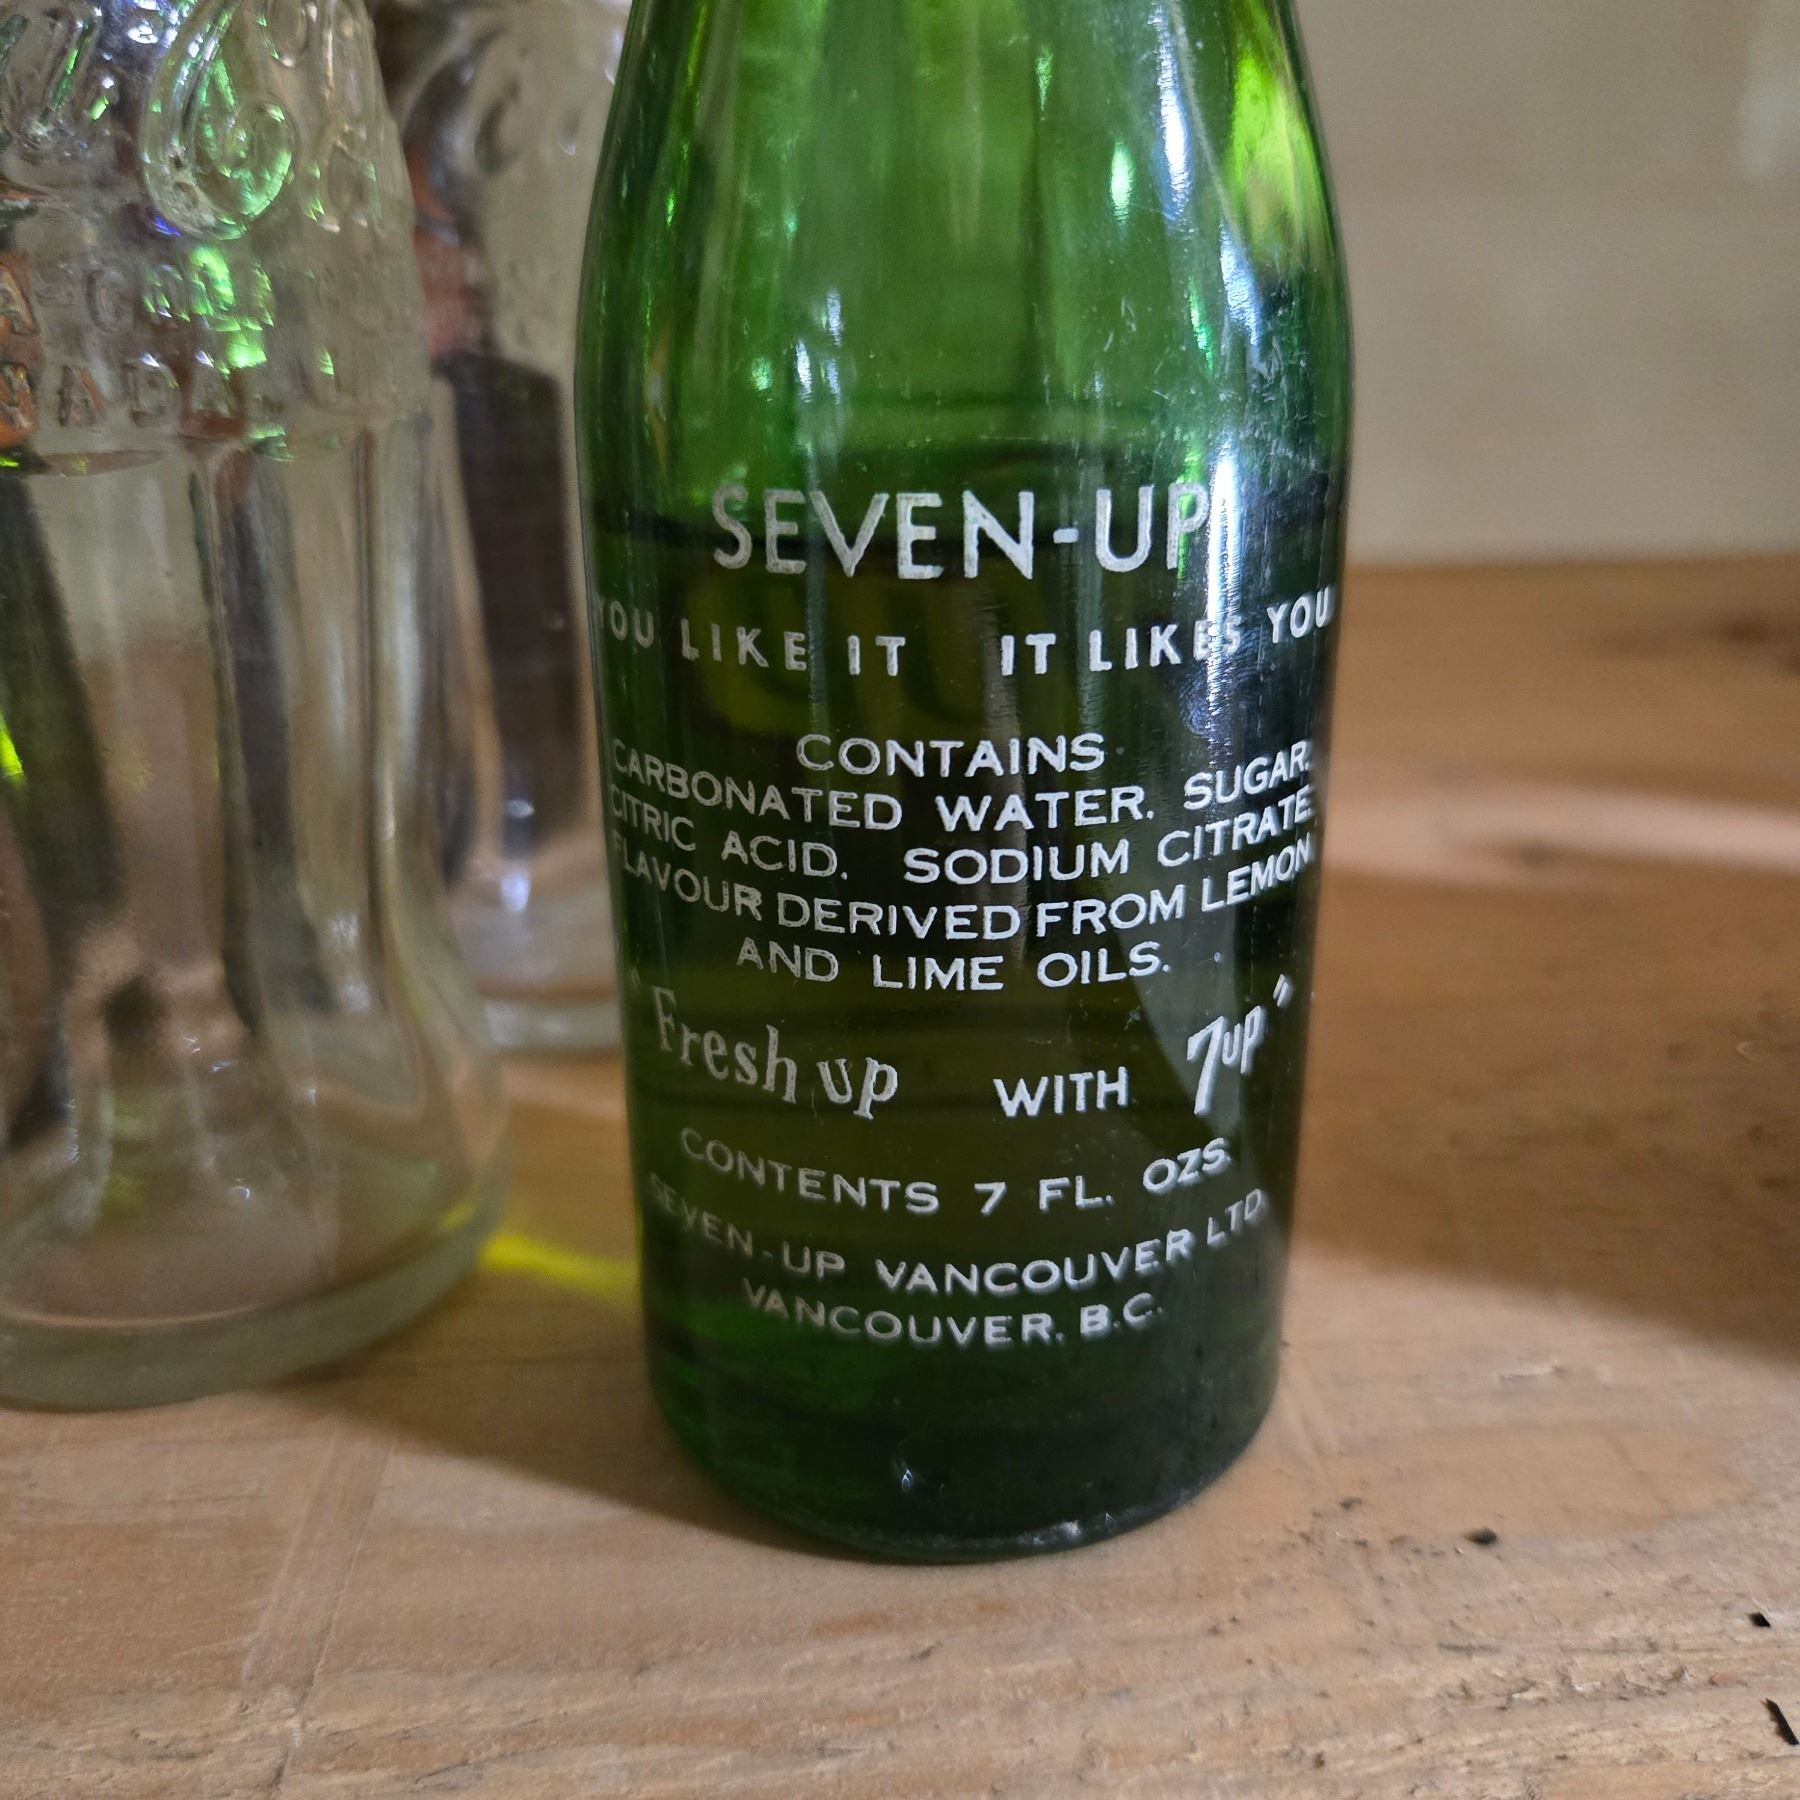 SEVEN-UP
YOU LIKE IT IT LIKES YOU
CONTAINS
CARBONATED WATER. SUGAR.
CITRIC ACID. SODIUM CITRATE.
FLAVOUR DERIVED FROM LEMON
AND LIME OILS.
"Fresh up WITH 7up"
CONTENTS 7 FL. OZS.
SEVEN-UP VANCOUVER LTD.
VANCOUVER, B.C.